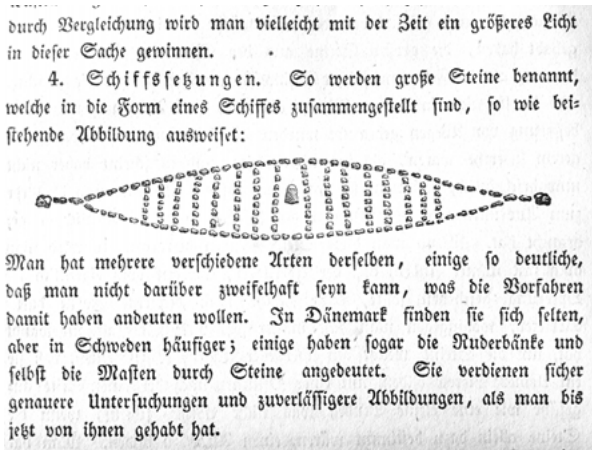 durch Vergleichung wird man vielleicht mit der Zeit ein größeres Licht
in dieser Sache gewinnen.
4. Schiffssetzungen. So werden große Steine benannt,
welche in die Form eines Schiffes zusammengestellt sind, so wie bei-
stehende Abbildung ausweiset:
Man hat mehrere verschiedene Arten derselben, einige so deutliche,
daß man nicht darüber zweifelhaft seyn kann, was die Vorfahren
damit haben andeuten wollen. In Dänemark finden sie sich selten,
aber in Schweden häufiger; einige haben sogar die Ruderbänke und
selbst die Masten durch Steine angedeutet. Sie verdienen sicher
genauere Untersuchungen und zuverlässigere Abbildungen, als man bis
jetzt von ihnen gehabt hat.